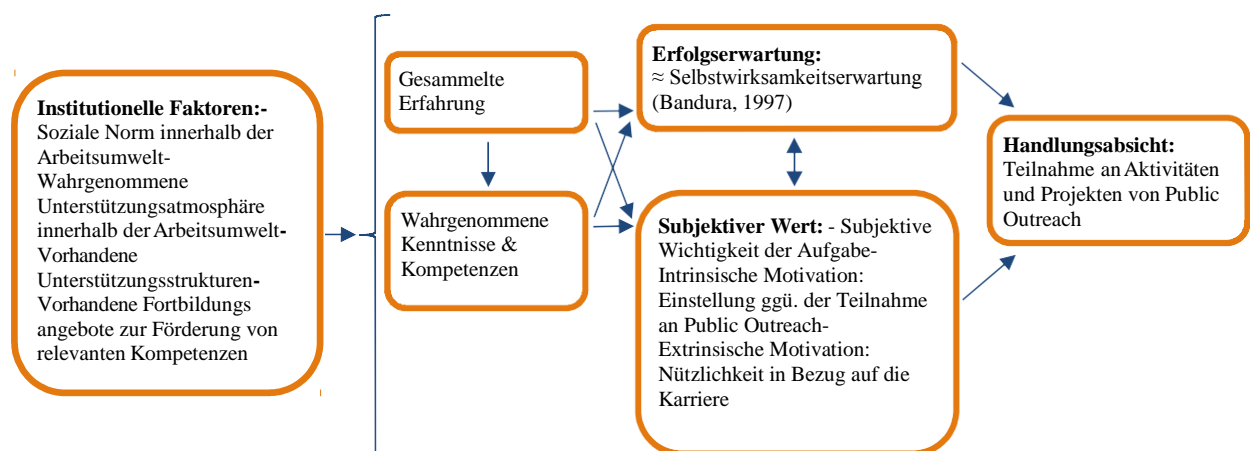 Institutionelle Faktoren:-
Soziale Norm innerhalb der
Arbeitsumwelt-
Wahrgenommene
Unterstützungsatmosphäre
innerhalb der Arbeitsumwelt-
Vorhandene
Unterstützungsstrukturen-
Vorhandene Fortbildungs
angebote zur Förderung von
relevanten Kompetenzen
Gesammelte
Erfahrung
Wahrgenommene
Kenntnisse &
Kompetenzen
Erfolgserwartung:
≈ Selbstwirksamkeitserwartung
(Bandura, 1997)
Subjektiver Wert: - Subjektive
Wichtigkeit der Aufgabe-
Intrinsische Motivation:
Einstellung ggü. der Teilnahme
an Public Outreach-
Extrinsische Motivation:
Nützlichkeit in Bezug auf die
Karriere
Handlungsabsicht:
Teilnahme an Aktivitäten
und Projekten von Public
Outreach